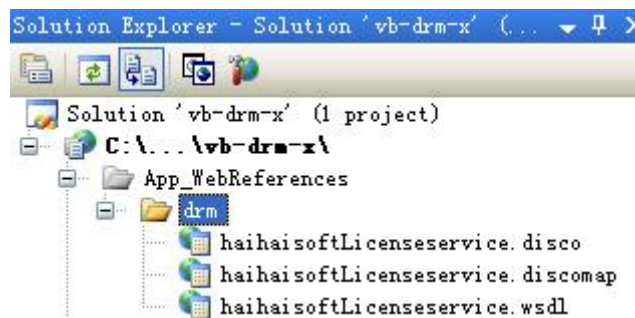 Solution Explorer - Solution 'vb-drm-x' (...
Solution 'vb-drm-x' (1 project)
C:\...\vb-drm-x\
App_WebReferences
drm
haihaisoftLicenseservice.disco
haihaisoftLicenseservice.discomap
haihaisoftLicenseservice.wsdl